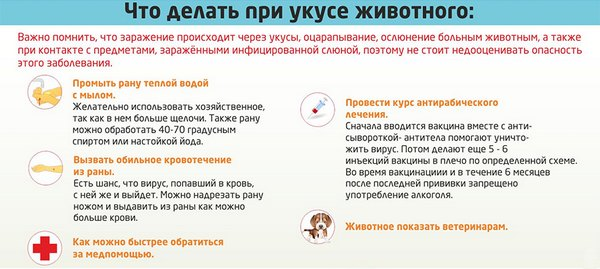 Что делать при укусе животного:
Важно помнить, что заражение происходит через укусы, оцарапывание, ослюнение больным животным, а также
при контакте с предметами, заражёнными инфицированной слюной, поэтому не стоит недооценивать опасность
этого заболевания.
Промыть рану теплой водой
с мылом.
Желательно использовать хозяйственное,
так как в нем больше щелочи. Также рану
можно обработать 40-70 градусным
спиртом или настойкой йода.
Вызвать обильное кровотечение
из раны.
Есть шанс, что вирус, попавший в кровь,
с ней же и выйдет. Можно надрезать рану
ножом и выдавить из раны как можно
больше крови.
Как можно быстрее обратиться
за медпомощью.
Провести курс антирабического
лечения.
Сначала вводится вакцина вместе с анти-
сывороткой- антитела помогают уничто-
жить вирус. Потом делают еще 5 - 6
инъекций вакцины в плечо по определенной схеме.
Во время вакцинациии и в течение 6 месяцев
после последней прививки запрещено
употребление алкоголя.
Животное показать ветеринарам.